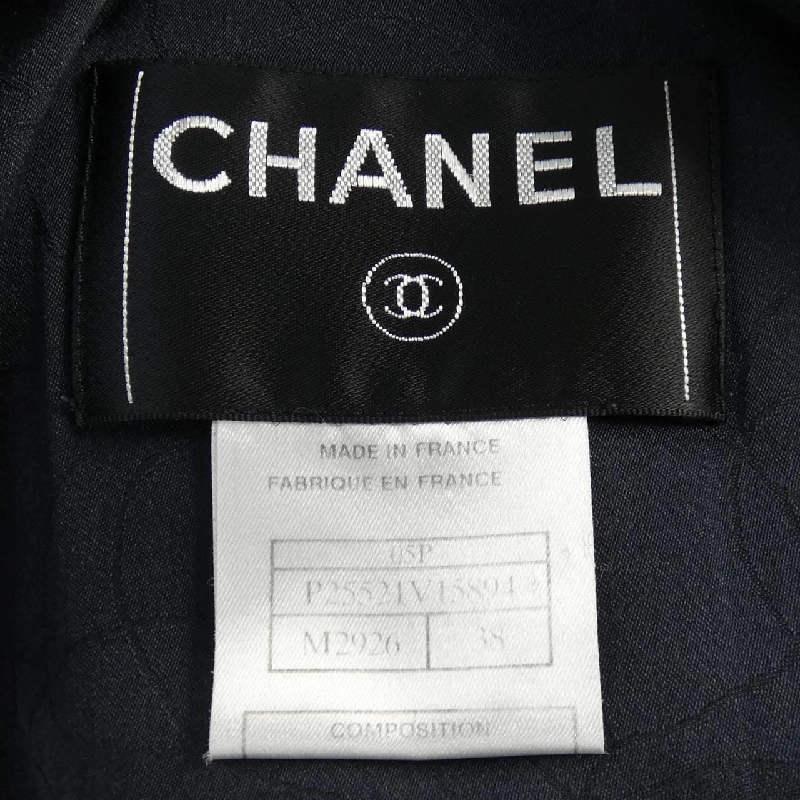 CHANEL
MADE IN FRANCE
FABRIQUE EN FRANCE
05P
P25521V15894
M2926 38
COMPOSITION